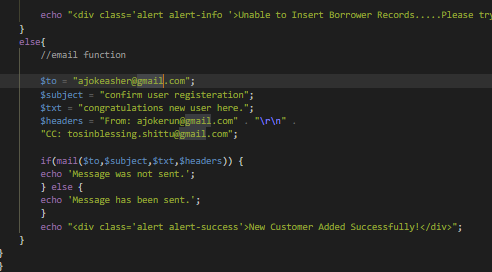 echo "<div class='alert alert-info '>Unable to Insert Borrower Records.....Please try
}
else{
//email function
$to = "ajokeasher@gmail.com";
$subject = "confirm user registeration";
$txt = "congratulations new user here.";
$headers = "From: ajokerun@gmail.com" . "\r\n" .
"CC: tosinblessing.shittu@gmail.com";
if(mail($to,$subject,$txt,$headers)) {
echo 'Message was not sent.';
} else {
echo 'Message has been sent.';
}
echo "<div class='alert alert-success'>New Customer Added Successfully!</div>";
}
}
}